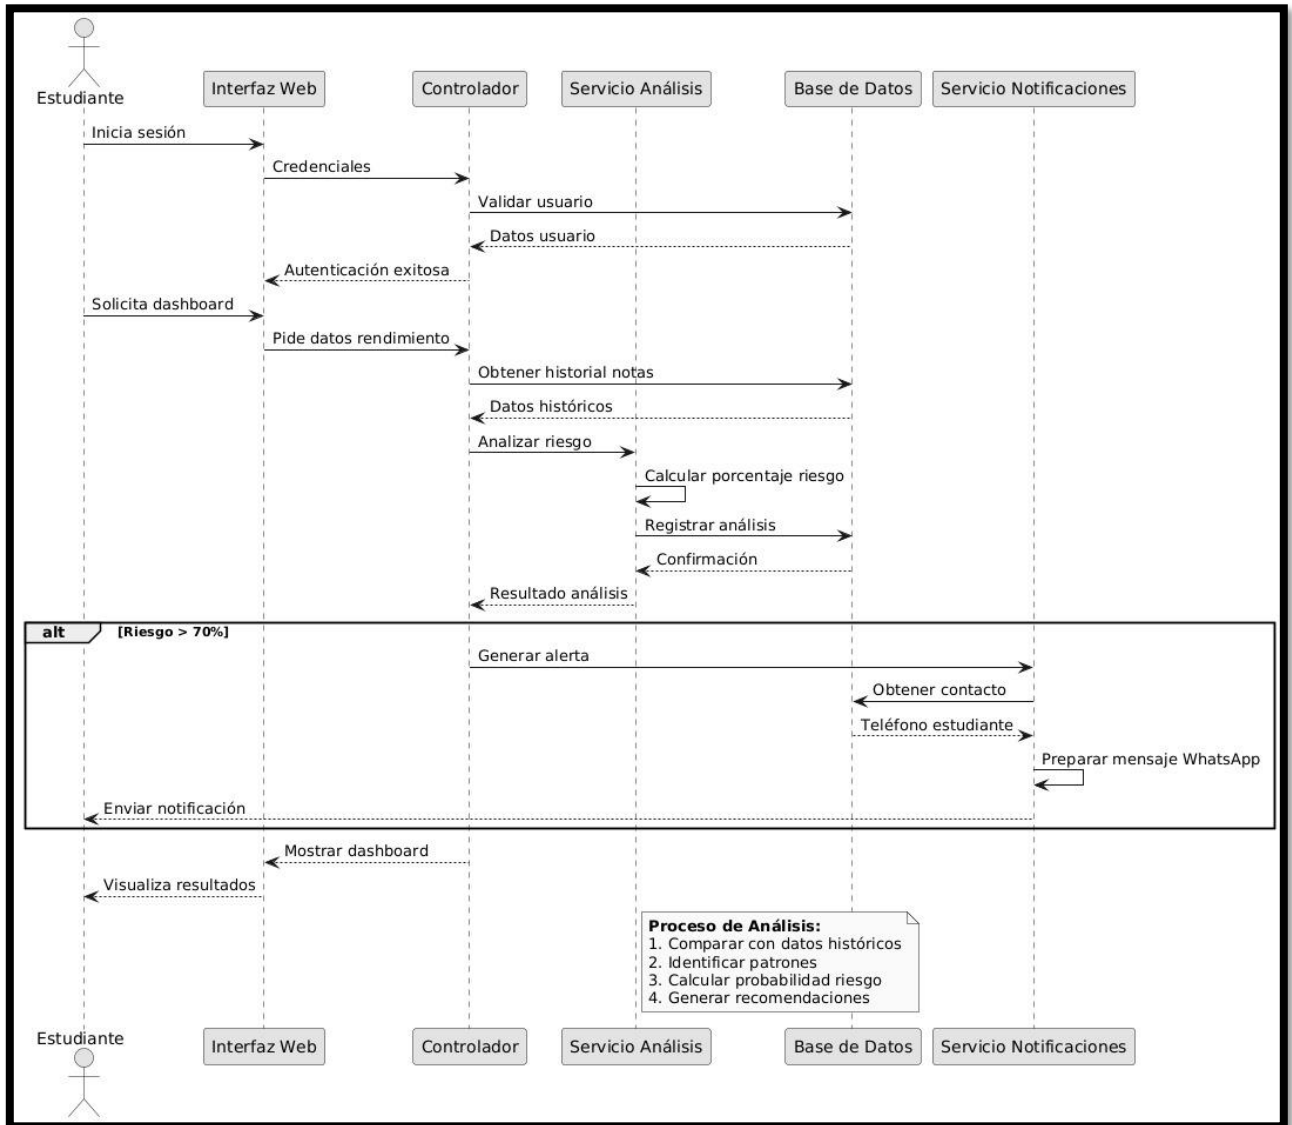 Estudiante
Interfaz Web
Controlador
Servicio Análisis
Base de Datos
Servicio Notificaciones
Inicia sesión
Credenciales
Validar usuario
Datos usuario
Autenticación exitosa
Solicita dashboard
Pide datos rendimiento
Obtener historial notas
Datos históricos
Analizar riesgo
Calcular porcentaje riesgo
Registrar análisis
Confirmación
Resultado análisis
alt [Riesgo > 70%]
Generar alerta
Obtener contacto
Teléfono estudiante
Preparar mensaje WhatsApp
Enviar notificación
Mostrar dashboard
Visualiza resultados
Proceso de Análisis:
1. Comparar con datos históricos
2. Identificar patrones
3. Calcular probabilidad riesgo
4. Generar recomendaciones
Estudiante
Interfaz Web
Controlador
Servicio Análisis
Base de Datos
Servicio Notificaciones